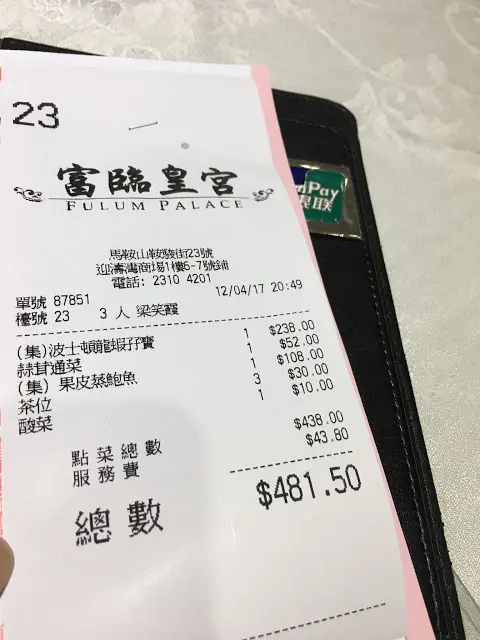 23
富臨皇宮
FULUM PALACE
馬鞍山鞍駿街23號
迎濤灣商場1樓5-7號鋪
電話: 2310 4201
單號 87851 12/04/17 20:49
檯號 23 3 人 梁笑霞
(集)波士頓龍蝦孖寶 1 $238.00
蒜茸通菜 1 $52.00
(集) 果皮蒸鮑魚 1 $108.00
茶位 3 $30.00
酸菜 1 $10.00
點菜總數 $438.00
服務費 $43.80
總數 $481.50
Pay
银联